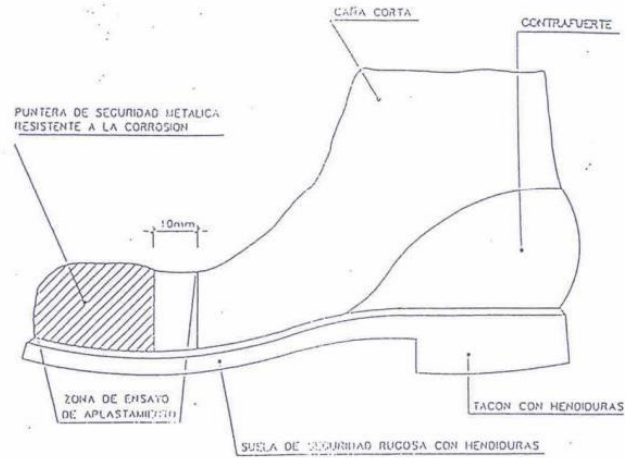 CAÑA CORTA
CONTRAFUERTE
PUNTERA DE SEGURIDAD METALICA
RESISTENTE A LA CORROSION
10mm
ZONA DE ENSAYO
DE APLASTAMIENTO
TACON CON HENDIDURAS
SUELA DE SEGURIDAD RUGOSA CON HENDIDURAS